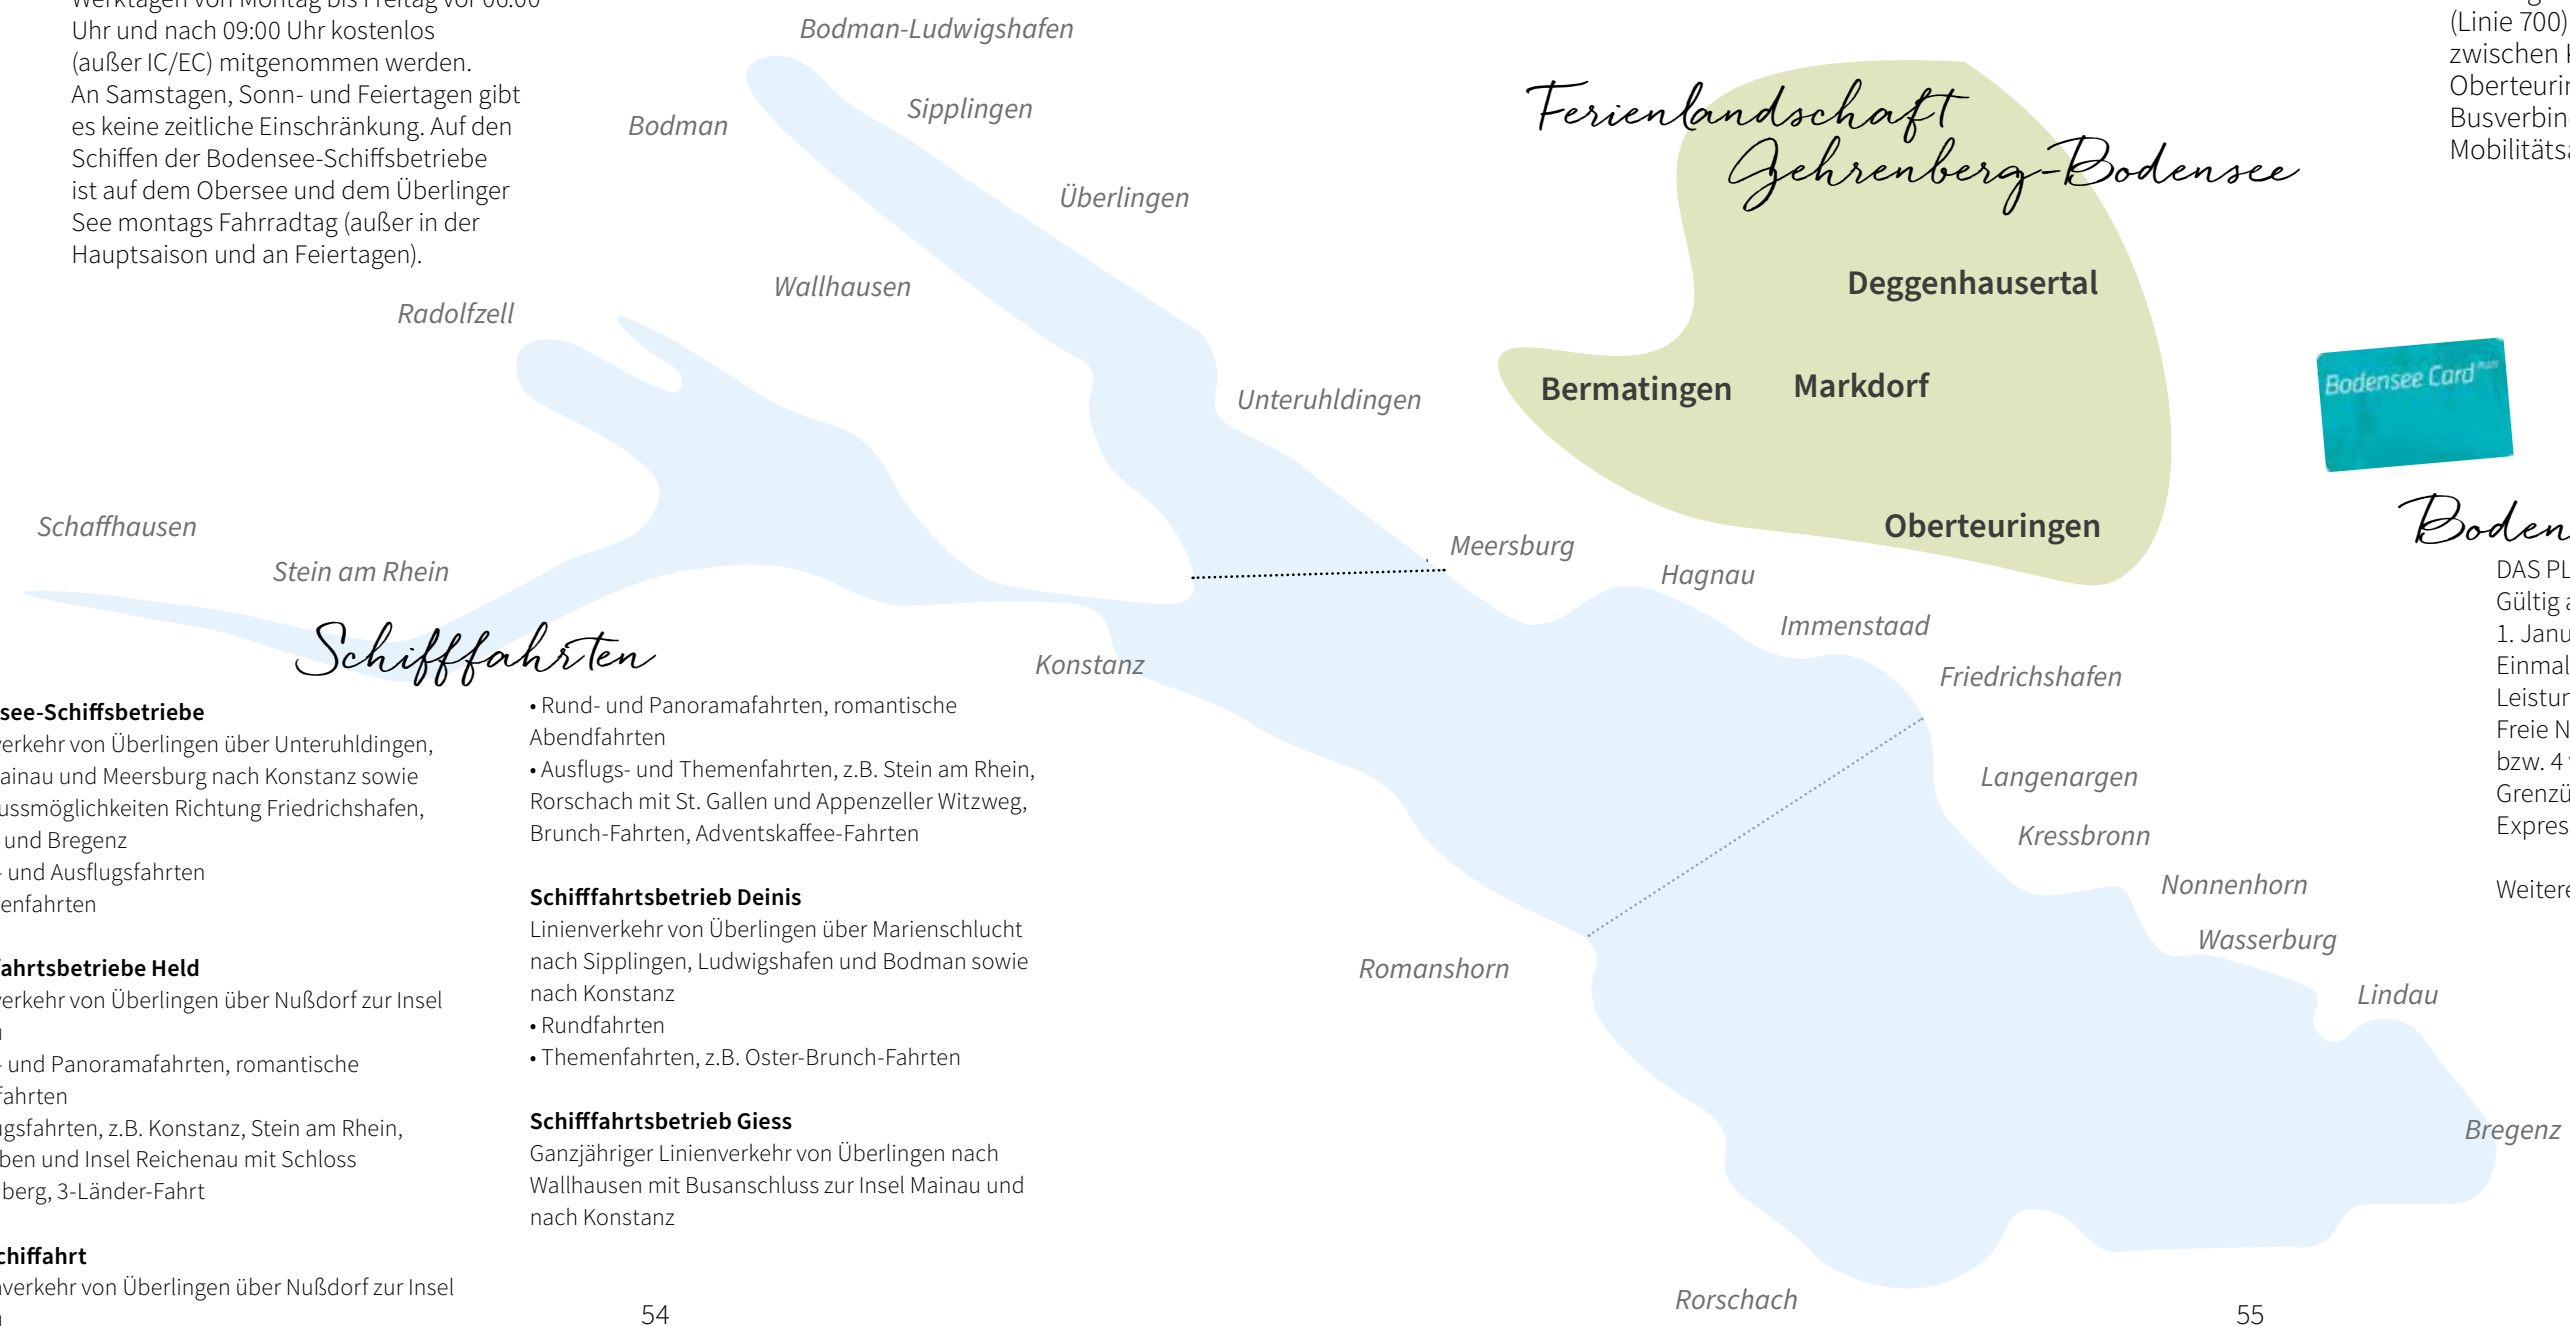 Uhr und nach 09:00 Uhr kostenlos
(außer IC/EC) mitgenommen werden.
An Samstagen, Sonn- und Feiertagen gibt
es keine zeitliche Einschränkung. Auf den
Schiffen der Bodensee-Schiffsbetriebe
ist auf dem Obersee und dem Überlinger
See montags Fahrradtag (außer in der
Hauptsaison und an Feiertagen).
Bodman-Ludwigshafen
Sipplingen
Bodman
Überlingen
Wallhausen
Radolfzell
Unteruhldingen
Schaffhausen
Stein am Rhein
Meersburg
Hagnau
Immenstaad
Konstanz
Friedrichshafen
Langenargen
Kressbronn
Nonnenhorn
Wasserburg
Romanshorn
Lindau
Bregenz
Rorschach
Ferienlandschaft
Gehrenberg-Bodensee
Deggenhausertal
Bermatingen
Markdorf
Oberteuringen
Schifffahrten
see-Schiffsbetriebe
verkehr von Überlingen über Unteruhldingen,
ainau und Meersburg nach Konstanz sowie
ussmöglichkeiten Richtung Friedrichshafen,
und Bregenz
- und Ausflugsfahrten
enfahrten
ahrtsbetriebe Held
verkehr von Überlingen über Nußdorf zur Insel
- und Panoramafahrten, romantische
fahrten
gsfahrten, z.B. Konstanz, Stein am Rhein,
ben und Insel Reichenau mit Schloss
berg, 3-Länder-Fahrt
chiffahrt
verkehr von Überlingen über Nußdorf zur Insel
• Rund- und Panoramafahrten, romantische
Abendfahrten
• Ausflugs- und Themenfahrten, z.B. Stein am Rhein,
Rorschach mit St. Gallen und Appenzeller Witzweg,
Brunch-Fahrten, Adventskaffee-Fahrten
Schifffahrtsbetrieb Deinis
Linienverkehr von Überlingen über Marienschlucht
nach Sipplingen, Ludwigshafen und Bodman sowie
nach Konstanz
• Rundfahrten
• Themenfahrten, z.B. Oster-Brunch-Fahrten
Schifffahrtsbetrieb Giess
Ganzjähriger Linienverkehr von Überlingen nach
Wallhausen mit Busanschluss zur Insel Mainau und
nach Konstanz
54
(Linie 700)
zwischen
Oberteurin
Busverbin
Mobilitäts
Bodensee Card PLUS
Boden
DAS PL
Gültig a
1. Janu
Einmal
Leistun
Freie N
bzw. 4
Grenzü
Expres
Weitere
55